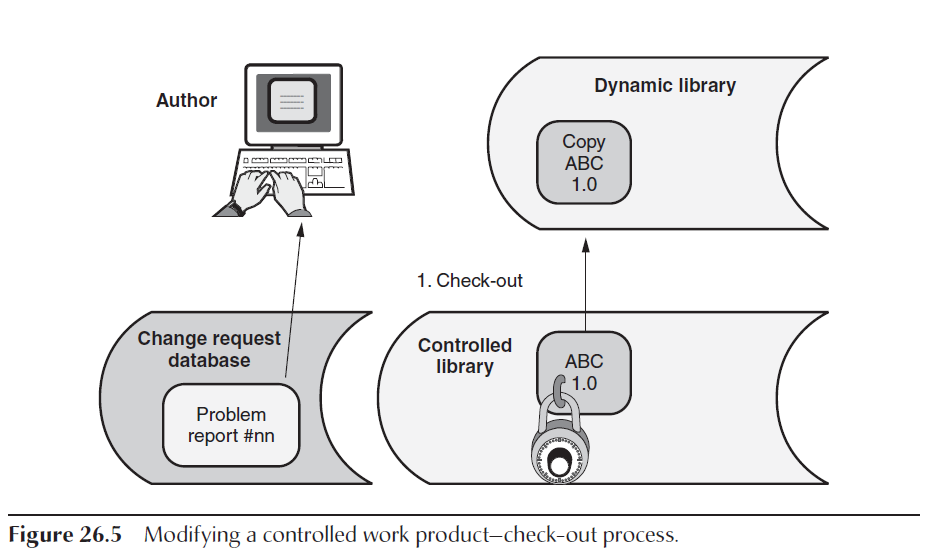 Author
Dynamic library
Copy
ABC
1.0
1. Check-out
Change request
database
Problem
report #nn
Controlled
library
ABC
1.0
Figure 26.5 Modifying a controlled work product—check-out process.